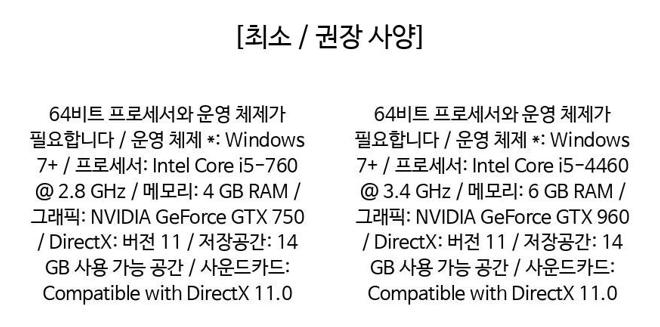 [최소 / 권장 사양]
64비트 프로세서와 운영 체제가
필요합니다 / 운영 체제 *: Windows
7+ / 프로세서: Intel Core i5-760
@ 2.8 GHz / 메모리: 4 GB RAM /
그래픽: NVIDIA GeForce GTX 750
/ DirectX: 버전 11 / 저장공간: 14
GB 사용 가능 공간 / 사운드카드:
Compatible with DirectX 11.0
64비트 프로세서와 운영 체제가
필요합니다 / 운영 체제 *: Windows
7+ / 프로세서: Intel Core i5-4460
@ 3.4 GHz / 메모리: 6 GB RAM /
그래픽: NVIDIA GeForce GTX 960
/ DirectX: 버전 11 / 저장공간: 14
GB 사용 가능 공간 / 사운드카드:
Compatible with DirectX 11.0